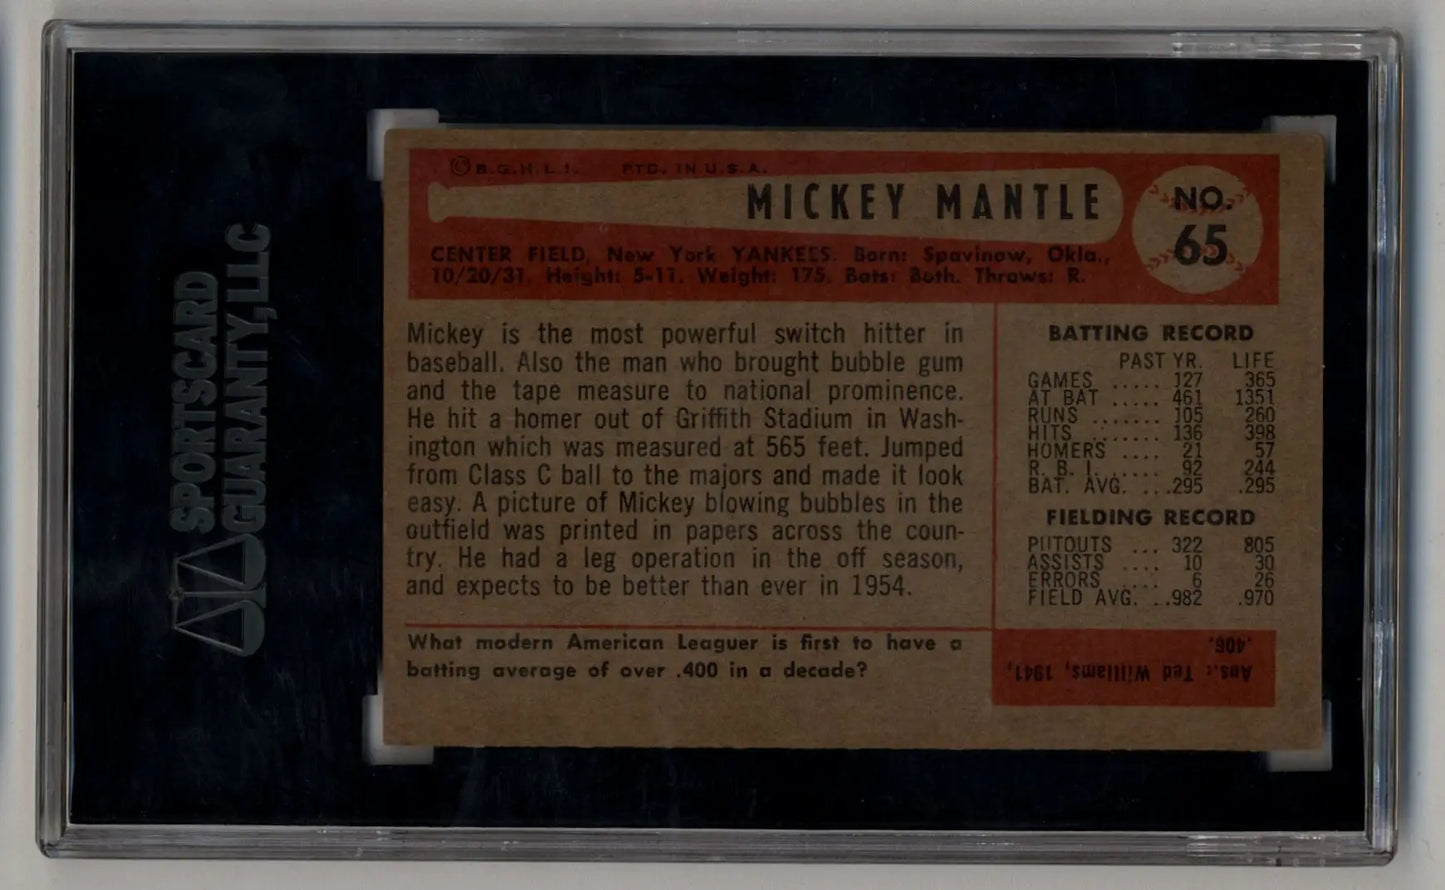 SPORTSCARD
GUARANTY, LLC
© B.G.H.L.I. PTD. IN U.S.A.
MICKEY MANTLE
NO.
65
CENTER FIELD, New York YANKEES. Born: Spavinow, Okla.,
10/20/31. Height: 5-11. Weight: 175. Bats: Both. Throws: R.
Mickey is the most powerful switch hitter in
baseball. Also the man who brought bubble gum
and the tape measure to national prominence.
He hit a homer out of Griffith Stadium in Wash-
ington which was measured at 565 feet. Jumped
from Class C ball to the majors and made it look
easy. A picture of Mickey blowing bubbles in the
outfield was printed in papers across the coun-
try. He had a leg operation in the off season,
and expects to be better than ever in 1954.
What modern American Leaguer is first to have a
batting average of over .400 in a decade?
BATTING RECORD
PAST YR. LIFE
GAMES ..... 127 365
AT BAT ..... 461 1351
RUNS ....... 105 260
HITS ........ 136 398
HOMERS .... 21 57
R. B. I. ...... 92 244
BAT. AVG. ...295 .295
FIELDING RECORD
PUTOUTS ... 322 805
ASSISTS .... 10 30
ERRORS .... 6 26
FIELD AVG. ..982 .970
Ans.: Ted Williams, 1941,
.406.